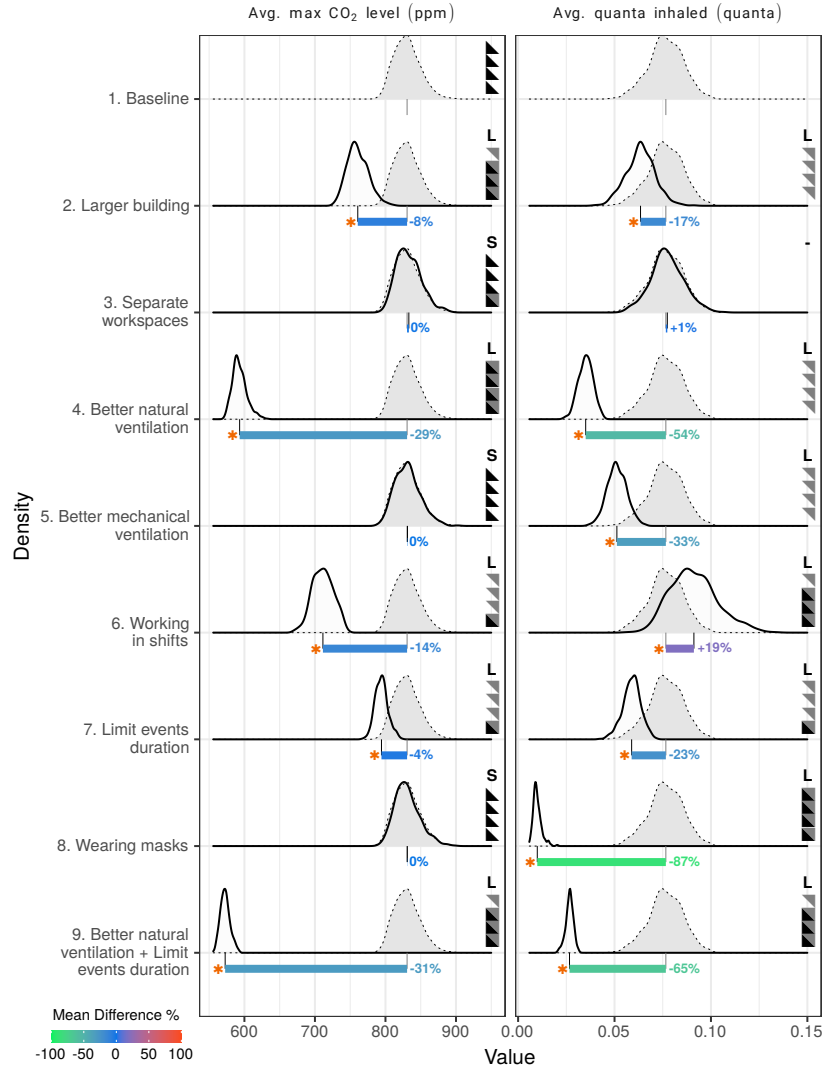 Avg. max CO₂ level (ppm)
Avg. quanta inhaled (quanta)
1. Baseline
L
L
2. Larger building
* -8%
* -17%
S
-
3. Separate
workspaces
0%
+1%
L
L
4. Better natural
ventilation
* -29%
* -54%
S
L
5. Better mechanical
ventilation
0%
* -33%
L
L
6. Working
in shifts
* -14%
* +19%
L
L
7. Limit events
duration
* -4%
* -23%
S
L
8. Wearing masks
0%
* -87%
L
L
9. Better natural
ventilation + Limit
events duration
* -31%
* -65%
Density
Mean Difference %
-100 -50 0 50 100
600 700 800 900 0.00 0.05 0.10 0.15
Value